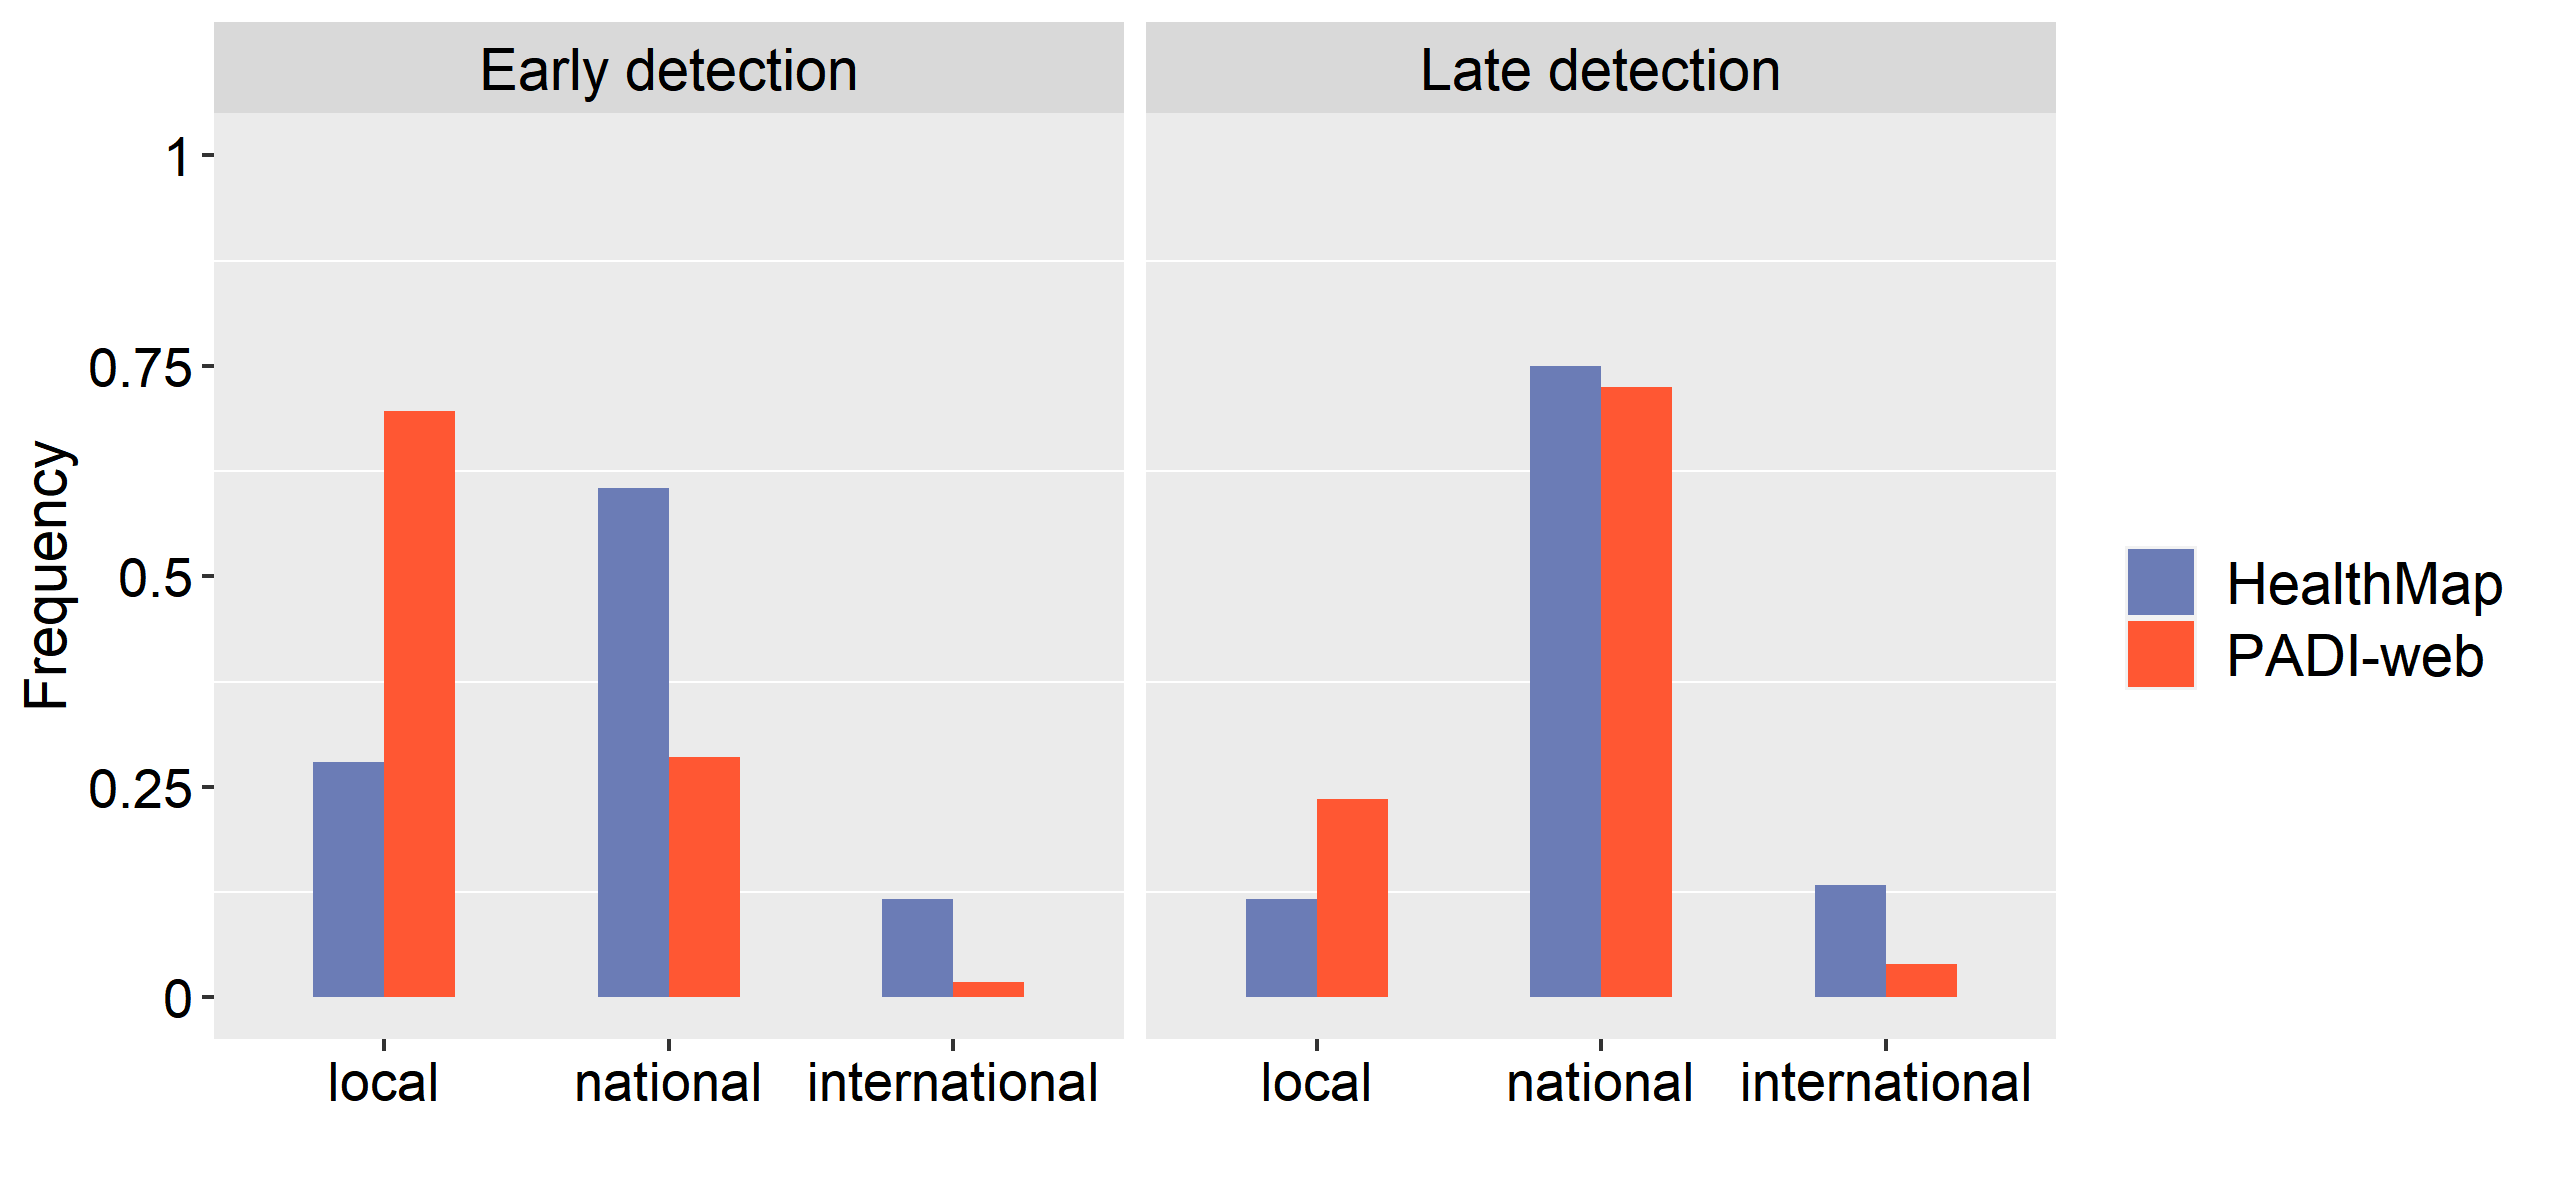 Early detection
Late detection
Frequency
1
0.75
0.5
0.25
0
local
national
international
local
national
international
HealthMap
PADI-web